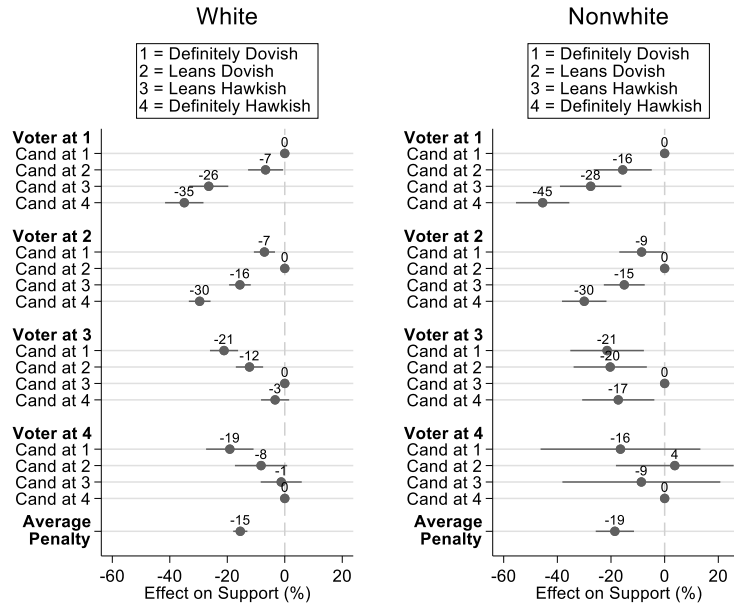 White
1 = Definitely Dovish
2 = Leans Dovish
3 = Leans Hawkish
4 = Definitely Hawkish
Voter at 1
Cand at 1 0
Cand at 2 -7
Cand at 3 -26
Cand at 4 -35
Voter at 2
Cand at 1 -7
Cand at 2 0
Cand at 3 -16
Cand at 4 -30
Voter at 3
Cand at 1 -21
Cand at 2 -12
Cand at 3 0
Cand at 4 -3
Voter at 4
Cand at 1 -19
Cand at 2 -8
Cand at 3 -1
Cand at 4 0
Average
Penalty -15
-60 -40 -20 0 20
Effect on Support (%)
Nonwhite
1 = Definitely Dovish
2 = Leans Dovish
3 = Leans Hawkish
4 = Definitely Hawkish
Voter at 1
Cand at 1 0
Cand at 2 -16
Cand at 3 -28
Cand at 4 -45
Voter at 2
Cand at 1 -9
Cand at 2 0
Cand at 3 -15
Cand at 4 -30
Voter at 3
Cand at 1 -21
Cand at 2 -20
Cand at 3 0
Cand at 4 -17
Voter at 4
Cand at 1 -16
Cand at 2 4
Cand at 3 -9
Cand at 4 0
Average
Penalty -19
-60 -40 -20 0 20
Effect on Support (%)